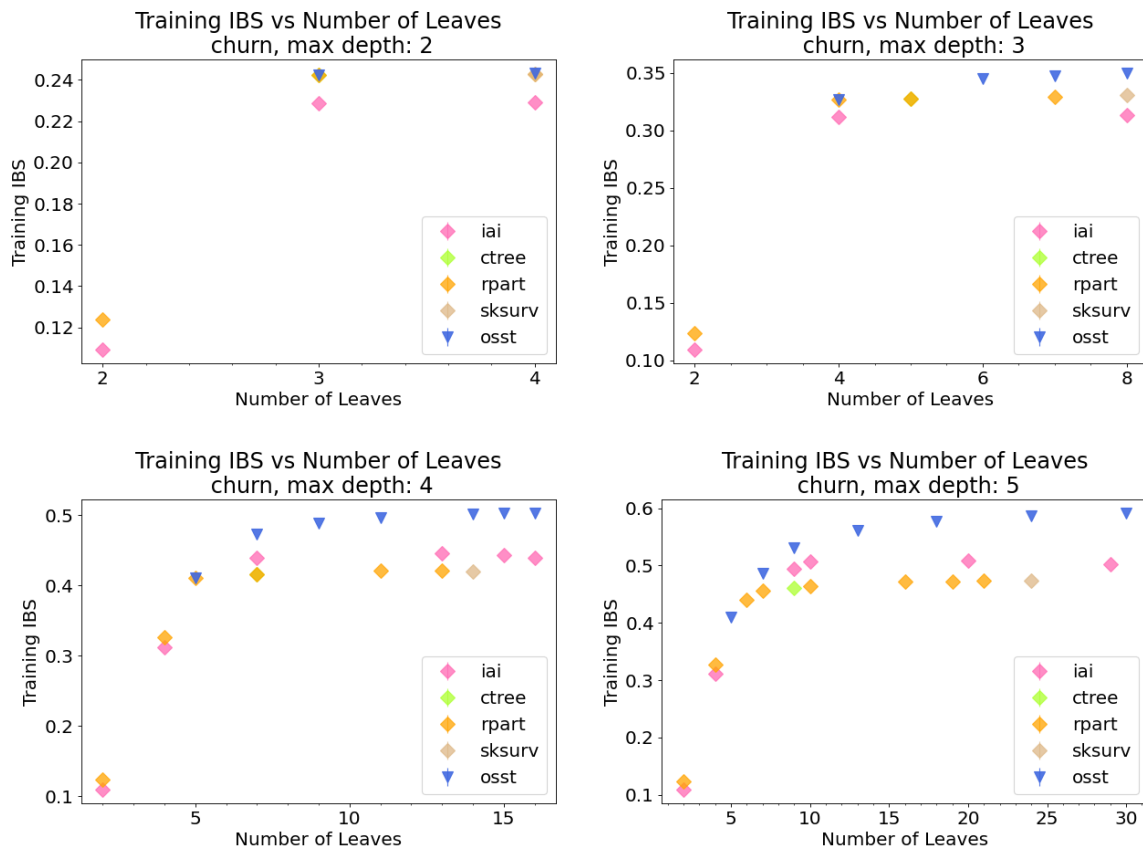 Training IBS vs Number of Leaves
churn, max depth: 2
Training IBS
0.24
0.22
0.20
0.18
0.16
0.14
0.12
2
3
4
Number of Leaves
iai
ctree
rpart
sksurv
osst
Training IBS vs Number of Leaves
churn, max depth: 3
Training IBS
0.35
0.30
0.25
0.20
0.15
0.10
2
4
6
8
Number of Leaves
iai
ctree
rpart
sksurv
osst
Training IBS vs Number of Leaves
churn, max depth: 4
Training IBS
0.5
0.4
0.3
0.2
0.1
5
10
15
Number of Leaves
iai
ctree
rpart
sksurv
osst
Training IBS vs Number of Leaves
churn, max depth: 5
Training IBS
0.6
0.5
0.4
0.3
0.2
0.1
5
10
15
20
25
30
Number of Leaves
iai
ctree
rpart
sksurv
osst